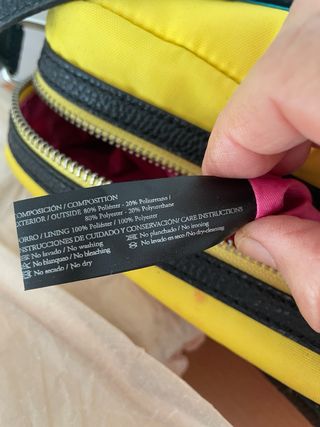 COMPOSICIÓN / COMPOSITION
EXTERIOR / OUTSIDE 80% Poliéster - 20% Poliuretano /
80% Polyester - 20% Polyurethane
FORRO / LINING 100% Poliéster / 100% Polyester
INSTRUCCIONES DE CUIDADO Y CONSERVACIÓN/ CARE INSTRUCTIONS
No lavado / No washing No planchado / No ironing
No blanqueo / No bleaching No lavado en seco /No dry-cleaning
No secado / No dry